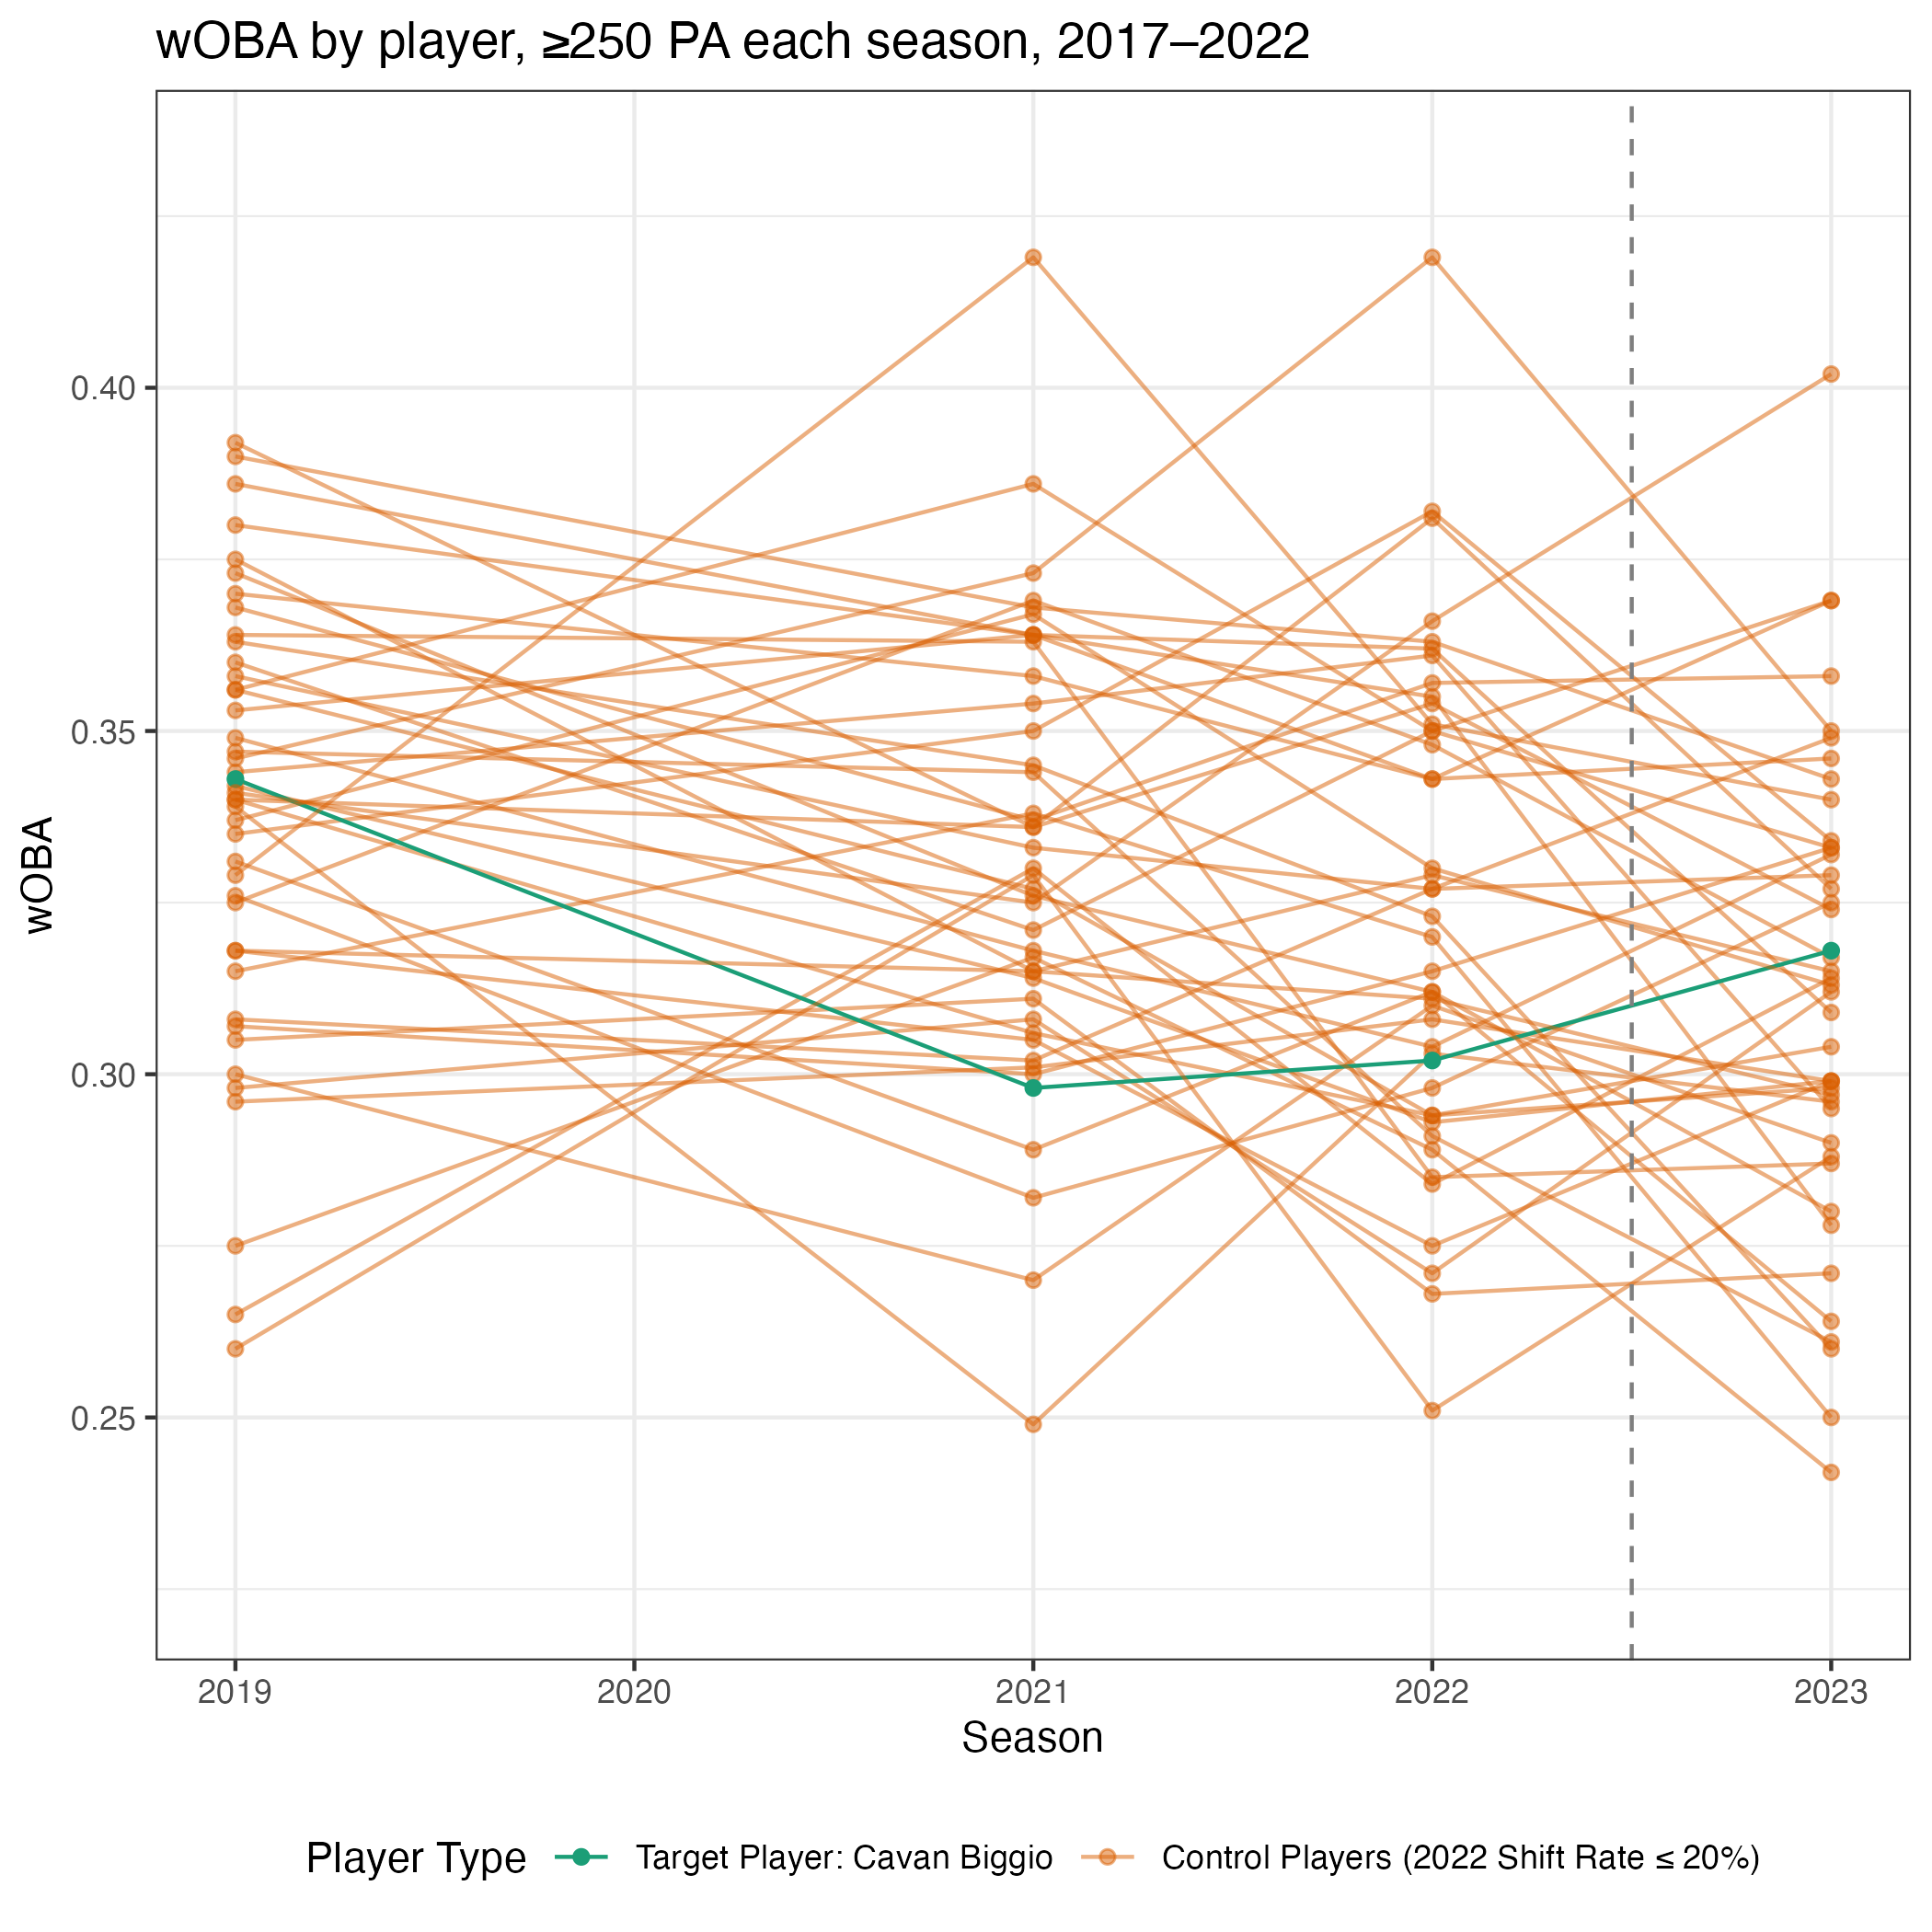 wOBA by player, ≥250 PA each season, 2017–2022
wOBA
0.40
0.35
0.30
0.25
2019 2020 2021 2022 2023
Season
Player Type Target Player: Cavan Biggio Control Players (2022 Shift Rate ≤ 20%)